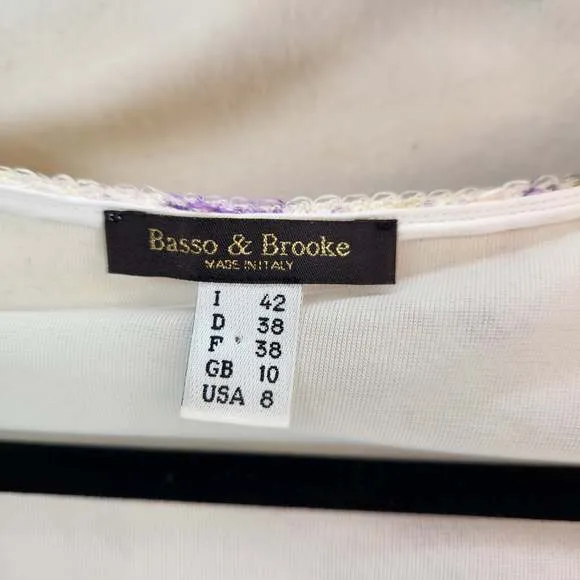 Basso & Brooke
MADE IN ITALY
I 42
D 38
F 38
GB 10
USA 8